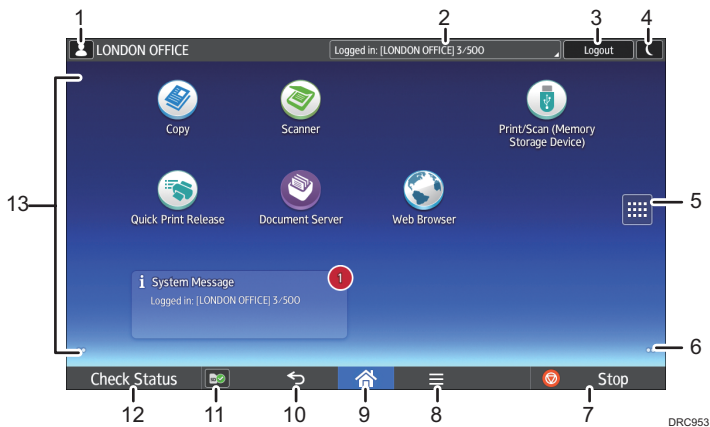 1
2
3
4
LONDON OFFICE
Logged in: [LONDON OFFICE] 3/500
Logout
Copy
Scanner
Print/Scan (Memory
Storage Device)
13
5
Quick Print Release
Document Server
Web Browser
i System Message
1
Logged in: [LONDON OFFICE] 3/500
6
Check Status
Stop
12
11
10
9
8
7
DRC953